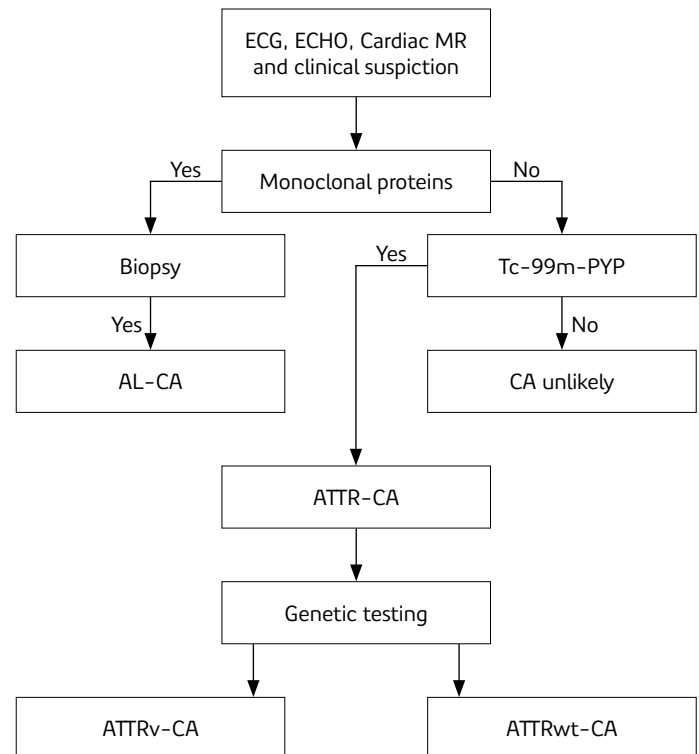 ECG, ECHO, Cardiac MR
and clinical suspiction
Yes
Monoclonal proteins
No
Biopsy
Yes
Tc-99m-PYP
Yes
No
AL-CA
CA unlikely
ATTR-CA
Genetic testing
ATTRv-CA
ATTRwt-CA